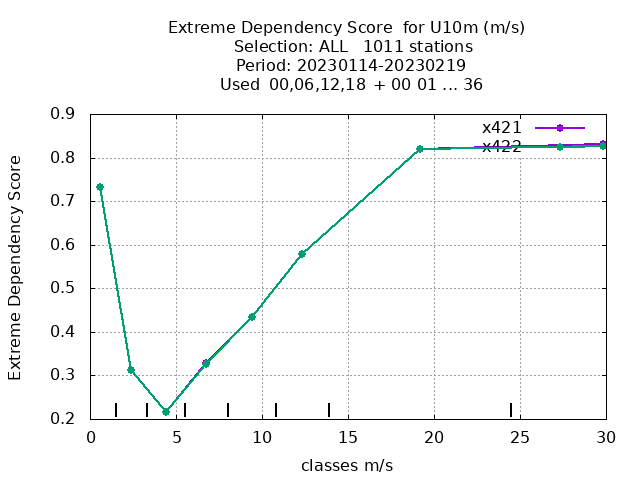 Extreme Dependency Score  for U10m (m/s)
Selection: ALL   1011 stations
Period: 20230114-20230219
Used  00,06,12,18  + 00 01 ... 36
x421
x422
0.9
0.8
0.7
0.6
0.5
0.4
0.3
0.2
Extreme Dependency Score
0 5 10 15 20 25 30
classes m/s